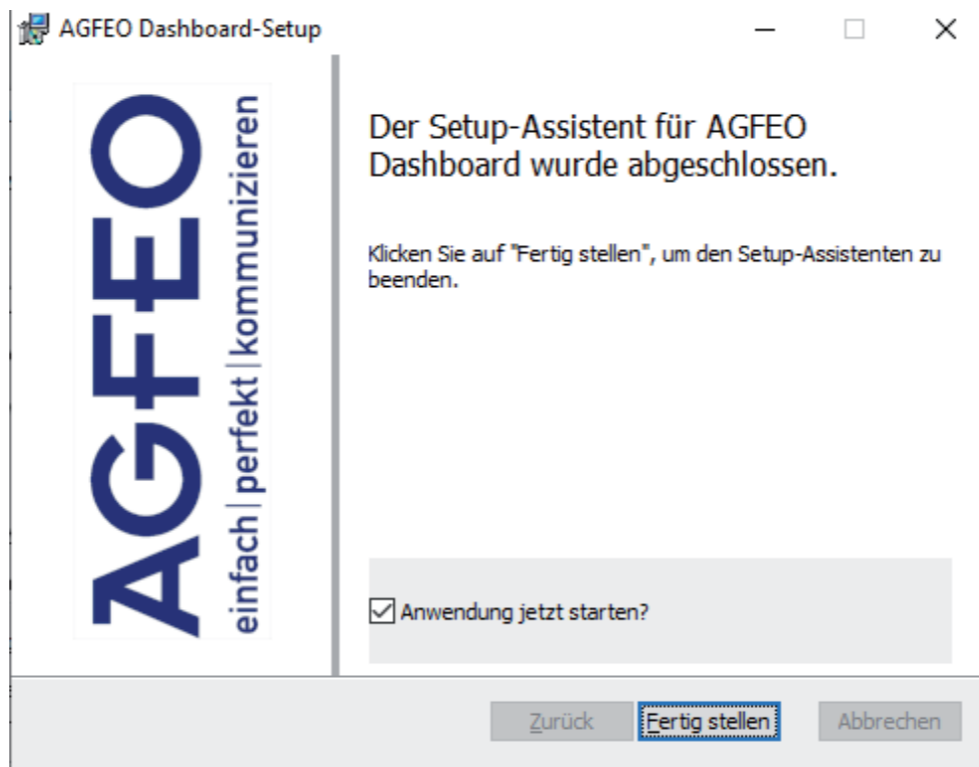 AGFEO Dashboard-Setup
AGFEO
einfach|perfekt|kommunizieren
Der Setup-Assistent für AGFEO
Dashboard wurde abgeschlossen.
Klicken Sie auf "Fertig stellen", um den Setup-Assistenten zu
beenden.
Anwendung jetzt starten?
Zurück
Fertig stellen
Abbrechen